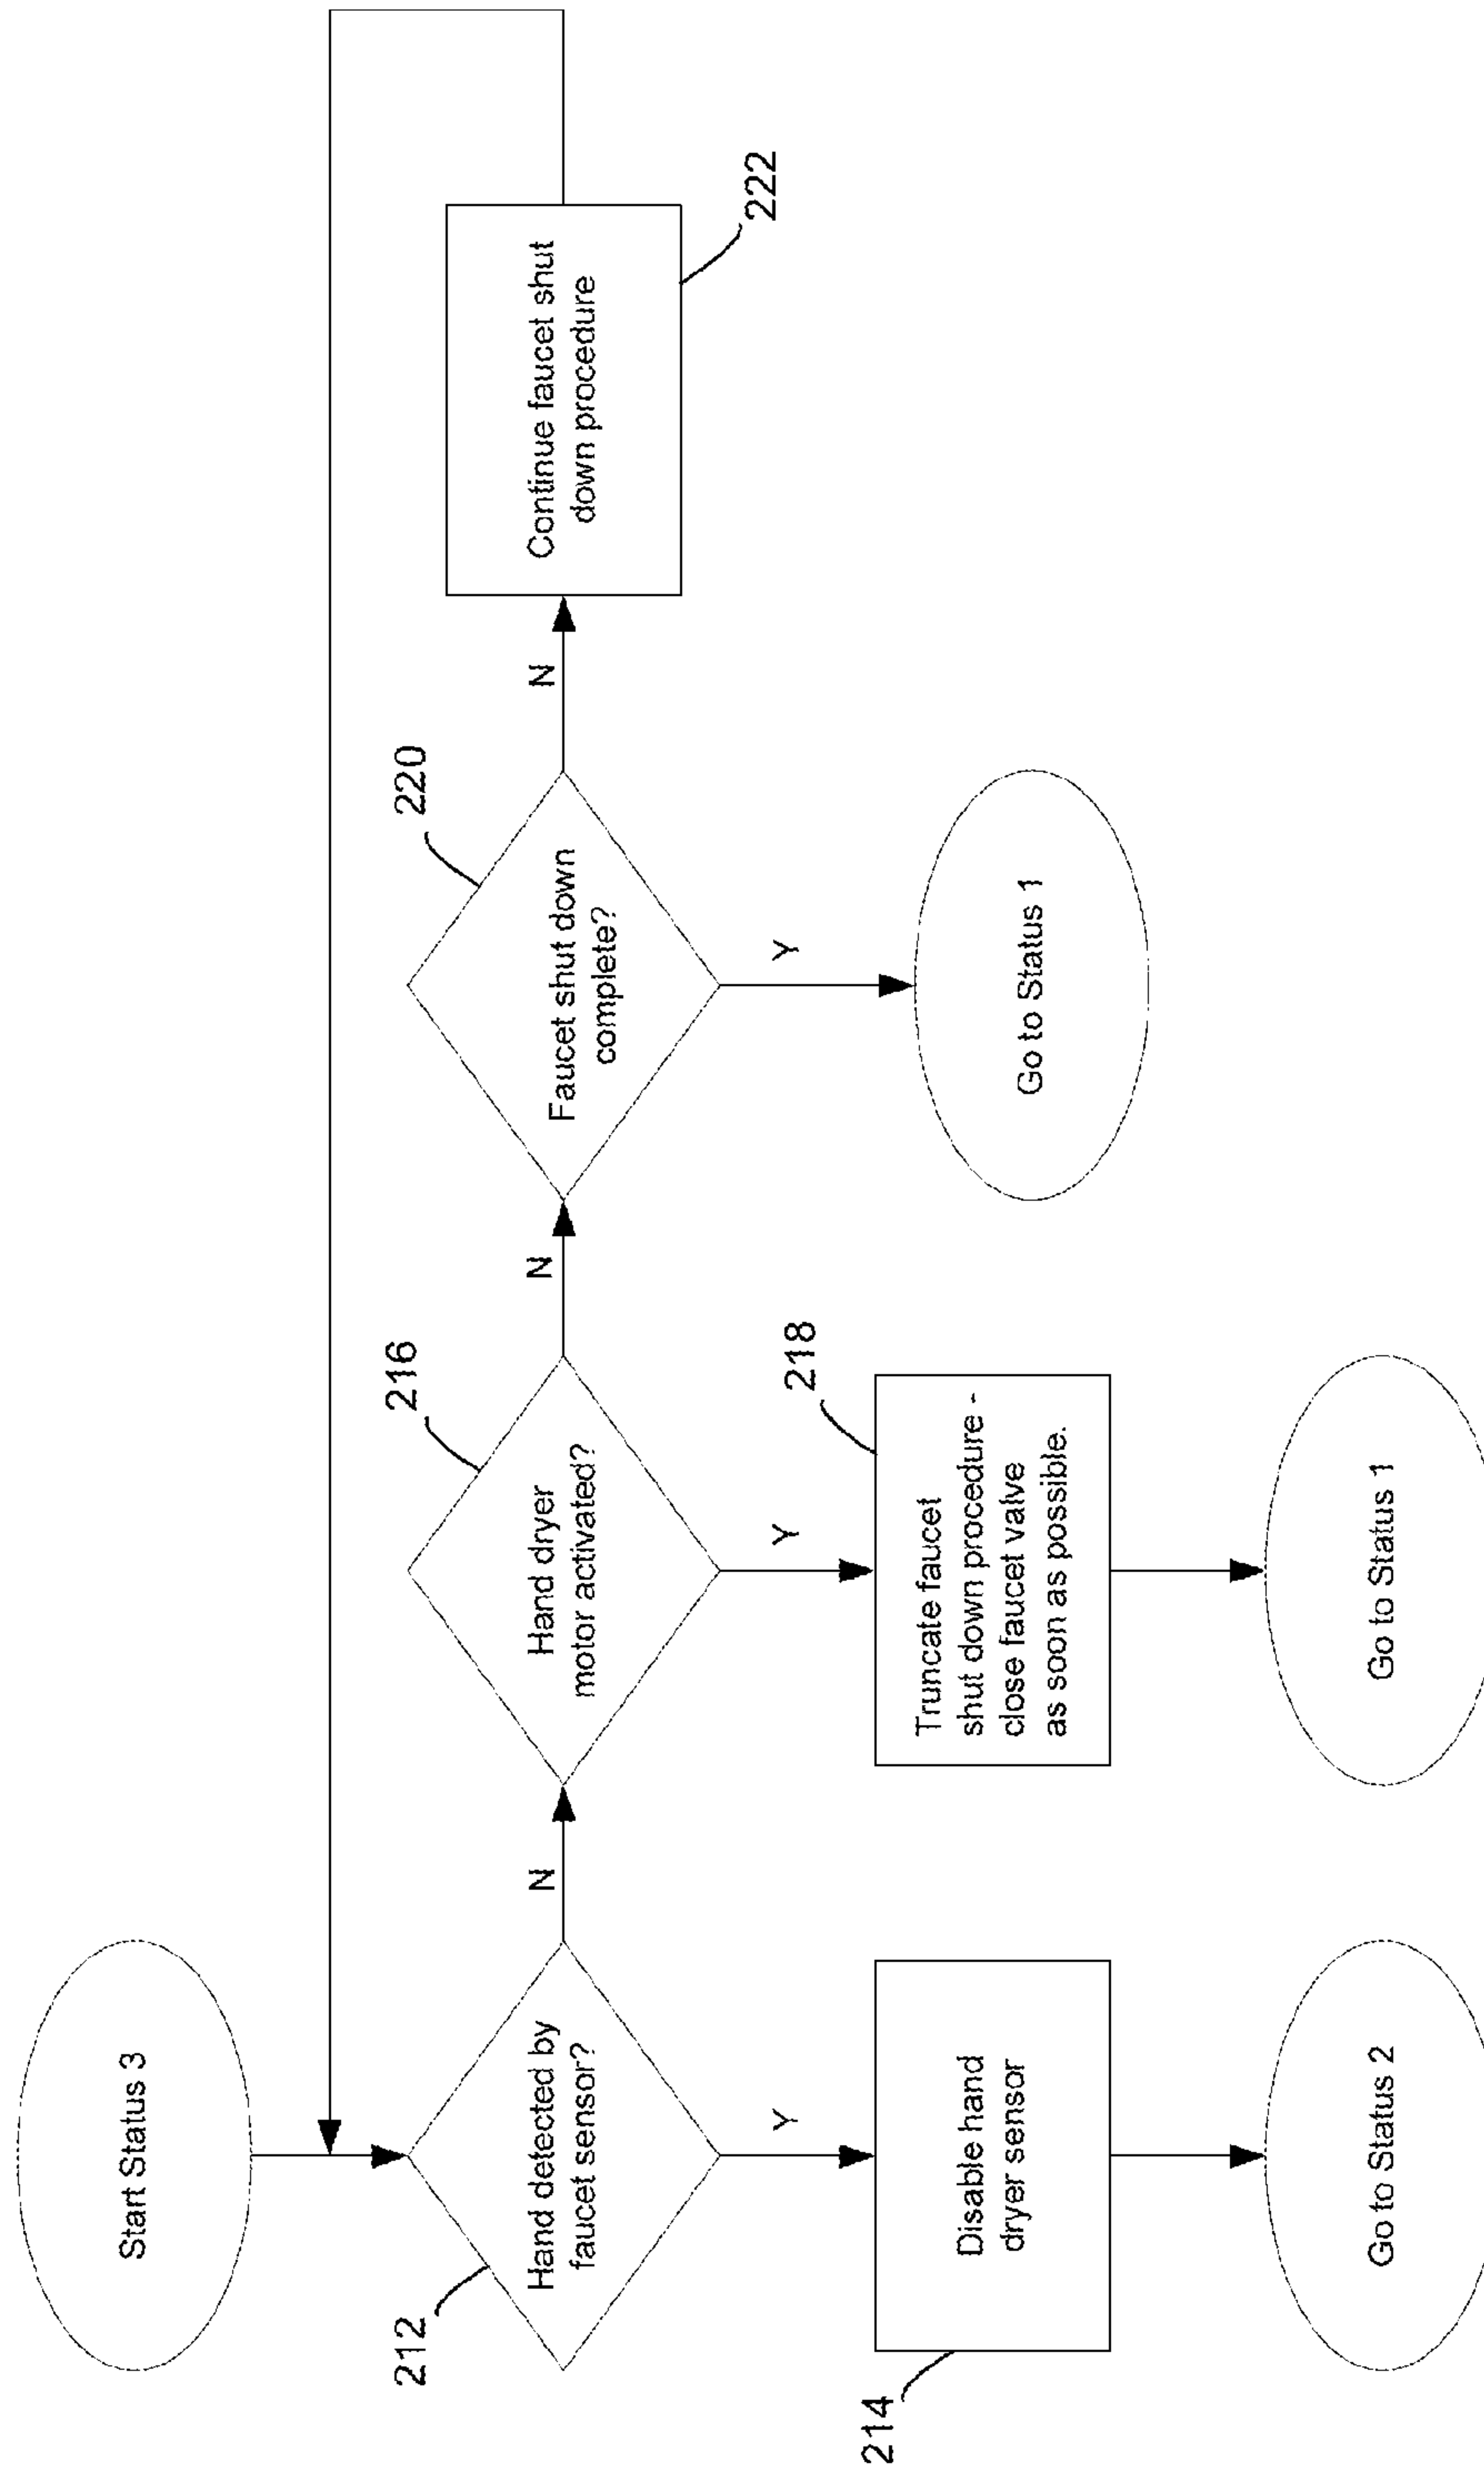 Start Status 3
212
Hand detected by
faucet sensor?
N
Y
216
Hand dryer
motor activated?
N
Y
220
Faucet shut down
complete?
N
Y
Continue faucet shut
down procedure
222
214
Disable hand
dryer sensor
218
Truncate faucet
shut down procedure -
close faucet valve
as soon as possible.
Go to Status 1
Go to Status 2
Go to Status 1